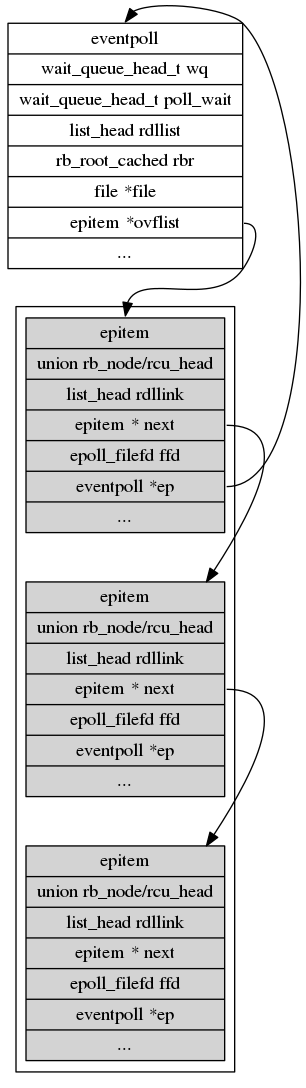 eventpoll
wait_queue_head_t wq
wait_queue_head_t poll_wait
list_head rdllist
rb_root_cached rbr
file *file
epitem *ovflist
...
epitem
union rb_node/rcu_head
list_head rdllink
epitem * next
epoll_filefd ffd
eventpoll *ep
...
epitem
union rb_node/rcu_head
list_head rdllink
epitem * next
epoll_filefd ffd
eventpoll *ep
...
epitem
union rb_node/rcu_head
list_head rdllink
epitem * next
epoll_filefd ffd
eventpoll *ep
...